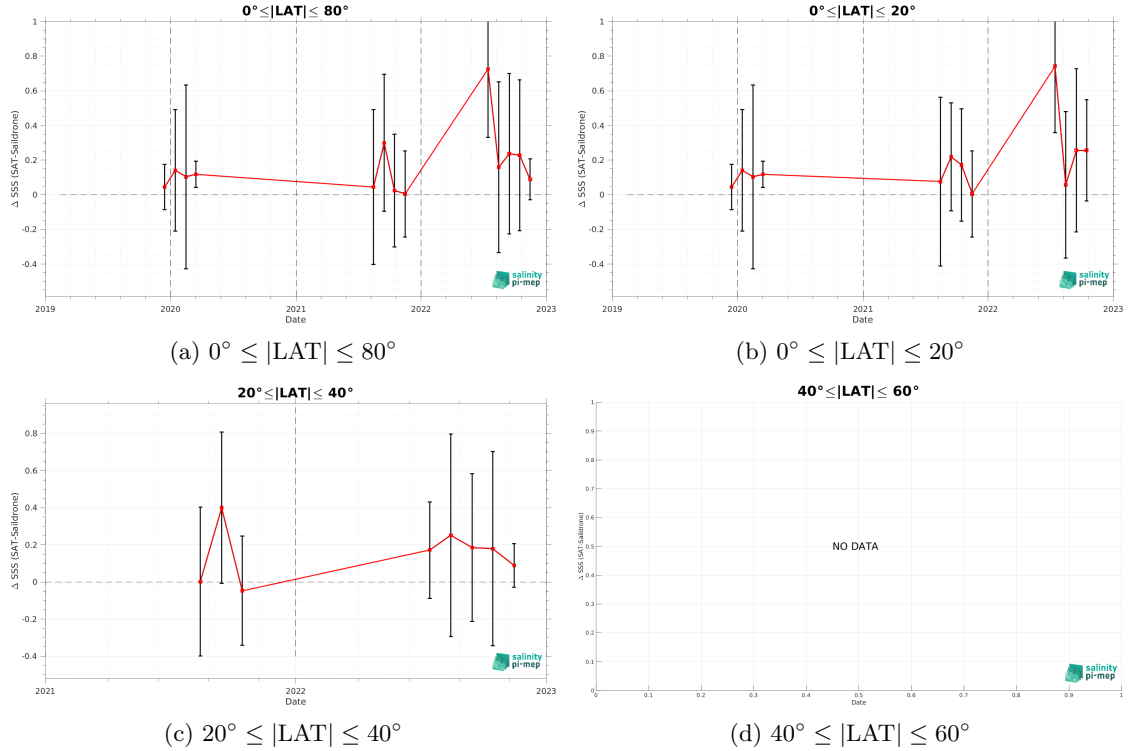 0°≤|LAT|≤ 80°
Δ SSS (SAT-Saildrone)
1
0.8
0.6
0.4
0.2
0
-0.2
-0.4
2019
2020
2021
2022
2023
Date
salinity
pi-mep
(a) 0° ≤ |LAT| ≤ 80°
0°≤|LAT|≤ 20°
Δ SSS (SAT-Saildrone)
1
0.8
0.6
0.4
0.2
0
-0.2
-0.4
2019
2020
2021
2022
2023
Date
salinity
pi-mep
(b) 0° ≤ |LAT| ≤ 20°
20°≤|LAT|≤ 40°
Δ SSS (SAT-Saildrone)
0.8
0.6
0.4
0.2
0
-0.2
-0.4
2021
2022
2023
Date
salinity
pi-mep
(c) 20° ≤ |LAT| ≤ 40°
40°≤|LAT|≤ 60°
Δ SSS (SAT-Saildrone)
1
0.9
0.8
0.7
0.6
0.5
0.4
0.3
0.2
0.1
0
NO DATA
0
0.1
0.2
0.3
0.4
0.5
0.6
0.7
0.8
0.9
1
Date
salinity
pi-mep
(d) 40° ≤ |LAT| ≤ 60°